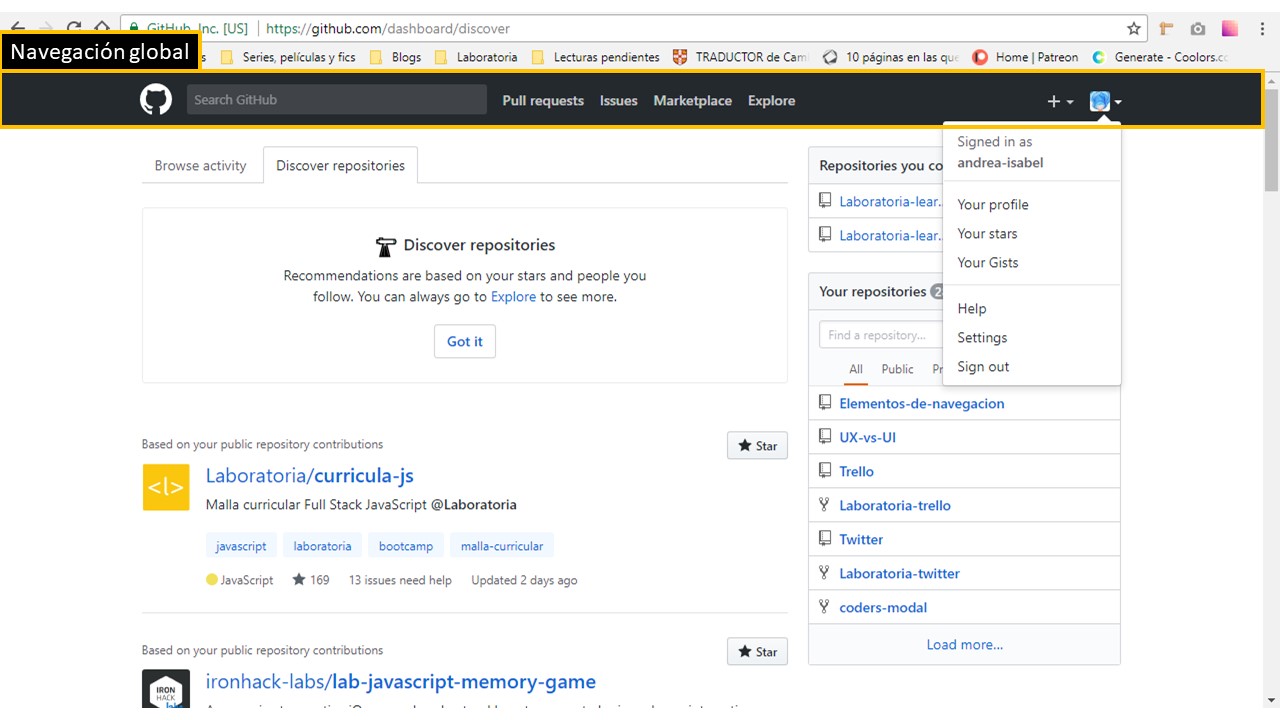 GitHub, Inc. [US] https://github.com/dashboard/discover
Navegación global
Series, películas y fics Blogs Laboratoria Lecturas pendientes TRADUCTOR de Cam 10 páginas en las que Home | Patreon Generate - Coolors.co
Search GitHub Pull requests Issues Marketplace Explore
Signed in as
andrea-isabel
Your profile
Your stars
Your Gists
Help
Settings
Sign out
Browse activity Discover repositories
Discover repositories
Recommendations are based on your stars and people you
follow. You can always go to Explore to see more.
Got it
Based on your public repository contributions
Star
Laboratoria/curricula-js
Malla curricular Full Stack JavaScript @Laboratoria
javascript laboratoria bootcamp malla-curricular
JavaScript 169 13 issues need help Updated 2 days ago
Based on your public repository contributions
Star
IRON
HACK
ironhack-labs/lab-javascript-memory-game
Repositories you co
Laboratoria-lear...
Laboratoria-lear...
Your repositories 2
Find a repository...
All Public Pr
Elementos-de-navegacion
UX-vs-UI
Trello
Laboratoria-trello
Twitter
Laboratoria-twitter
coders-modal
Load more...